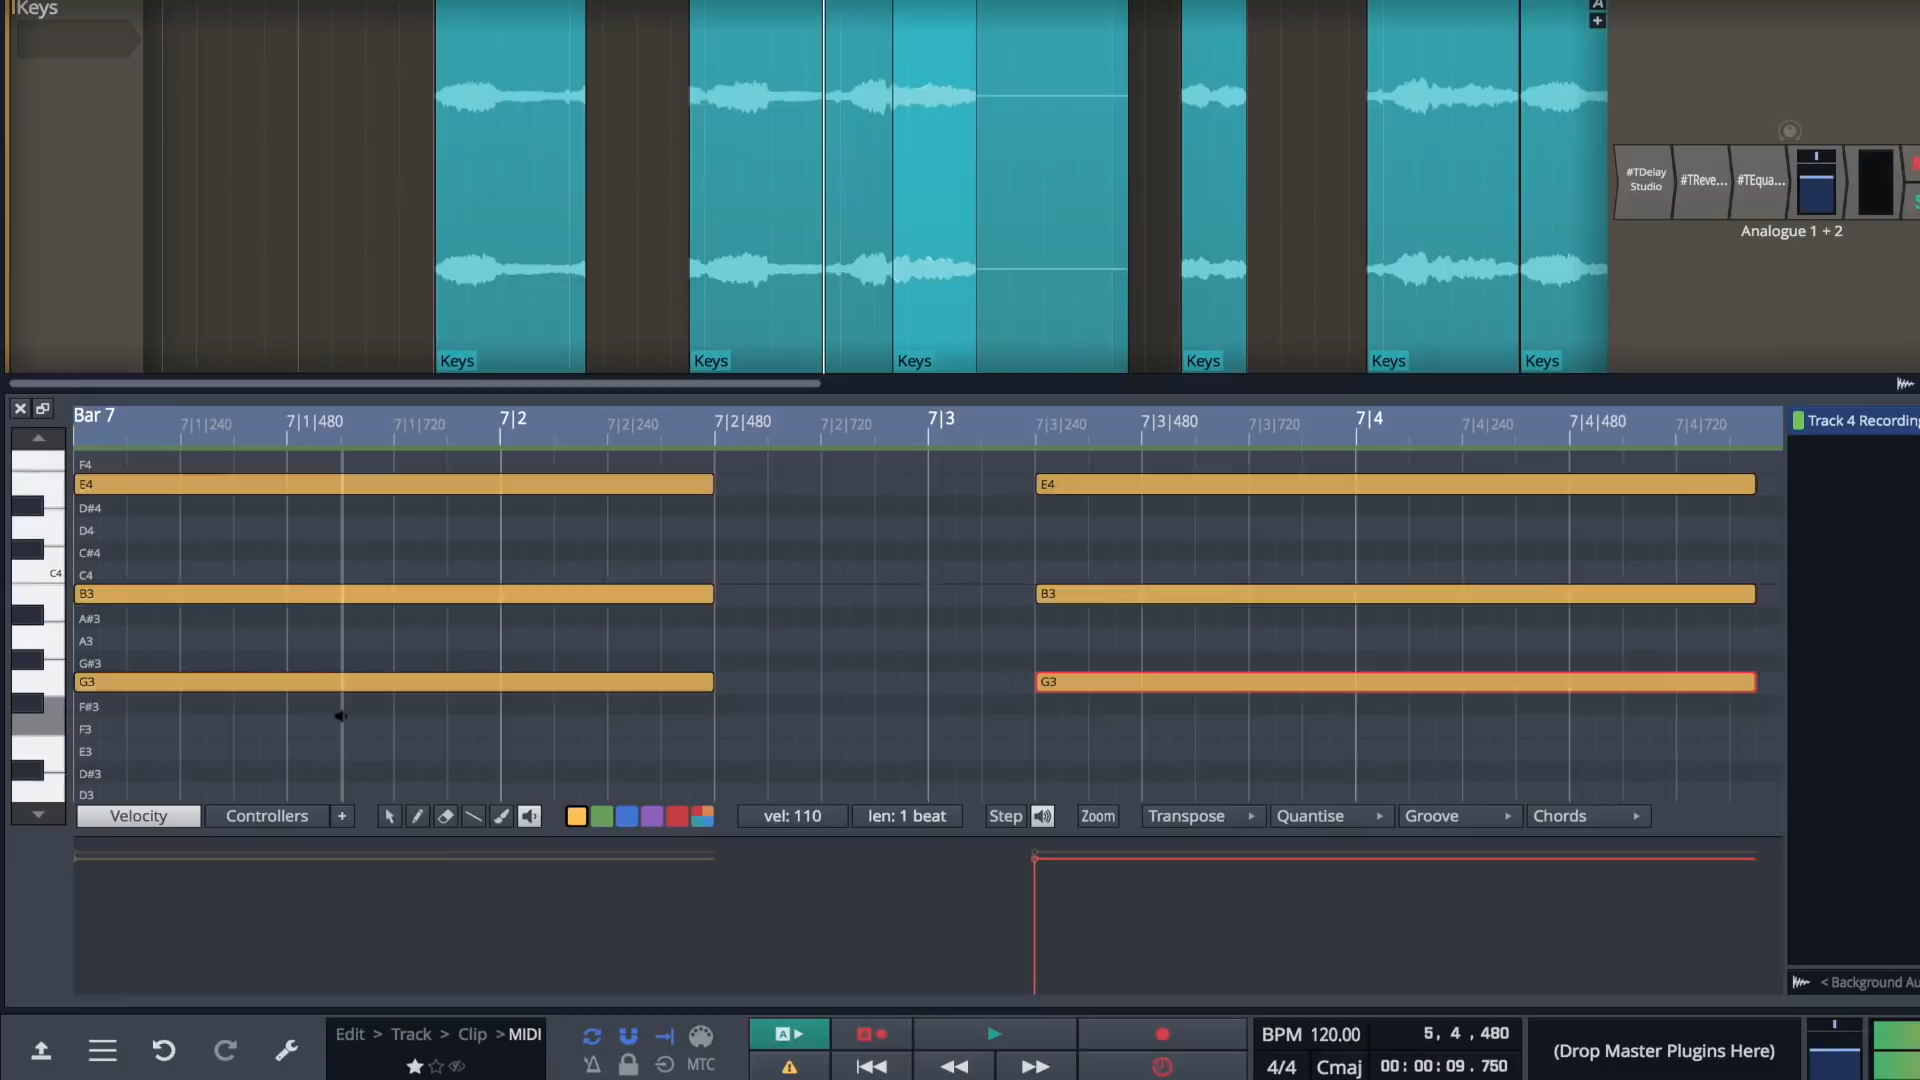 Keys
A
+
Keys
Keys
Keys
Keys
Keys
Keys
#TDelay
Studio
#TReve...
#TEqua...
Analogue 1 + 2
Bar 7
7|1|240
7|1|480
7|1|720
7|2
7|2|240
7|2|480
7|2|720
7|3
7|3|240
7|3|480
7|3|720
7|4
7|4|240
7|4|480
7|4|720
Track 4 Recording
F4
E4
E4
D#4
D4
C#4
C4
C4
B3
B3
A#3
A3
G#3
G3
G3
F#3
F3
E3
D#3
D3
Velocity
Controllers
+
vel: 110
len: 1 beat
Step
Zoom
Transpose
Quantise
Groove
Chords
< Background Au
Edit > Track > Clip > MIDI
MTC
A
BPM 120.00
5, 4, 480
4/4
Cmaj
00: 00: 09. 750
(Drop Master Plugins Here)